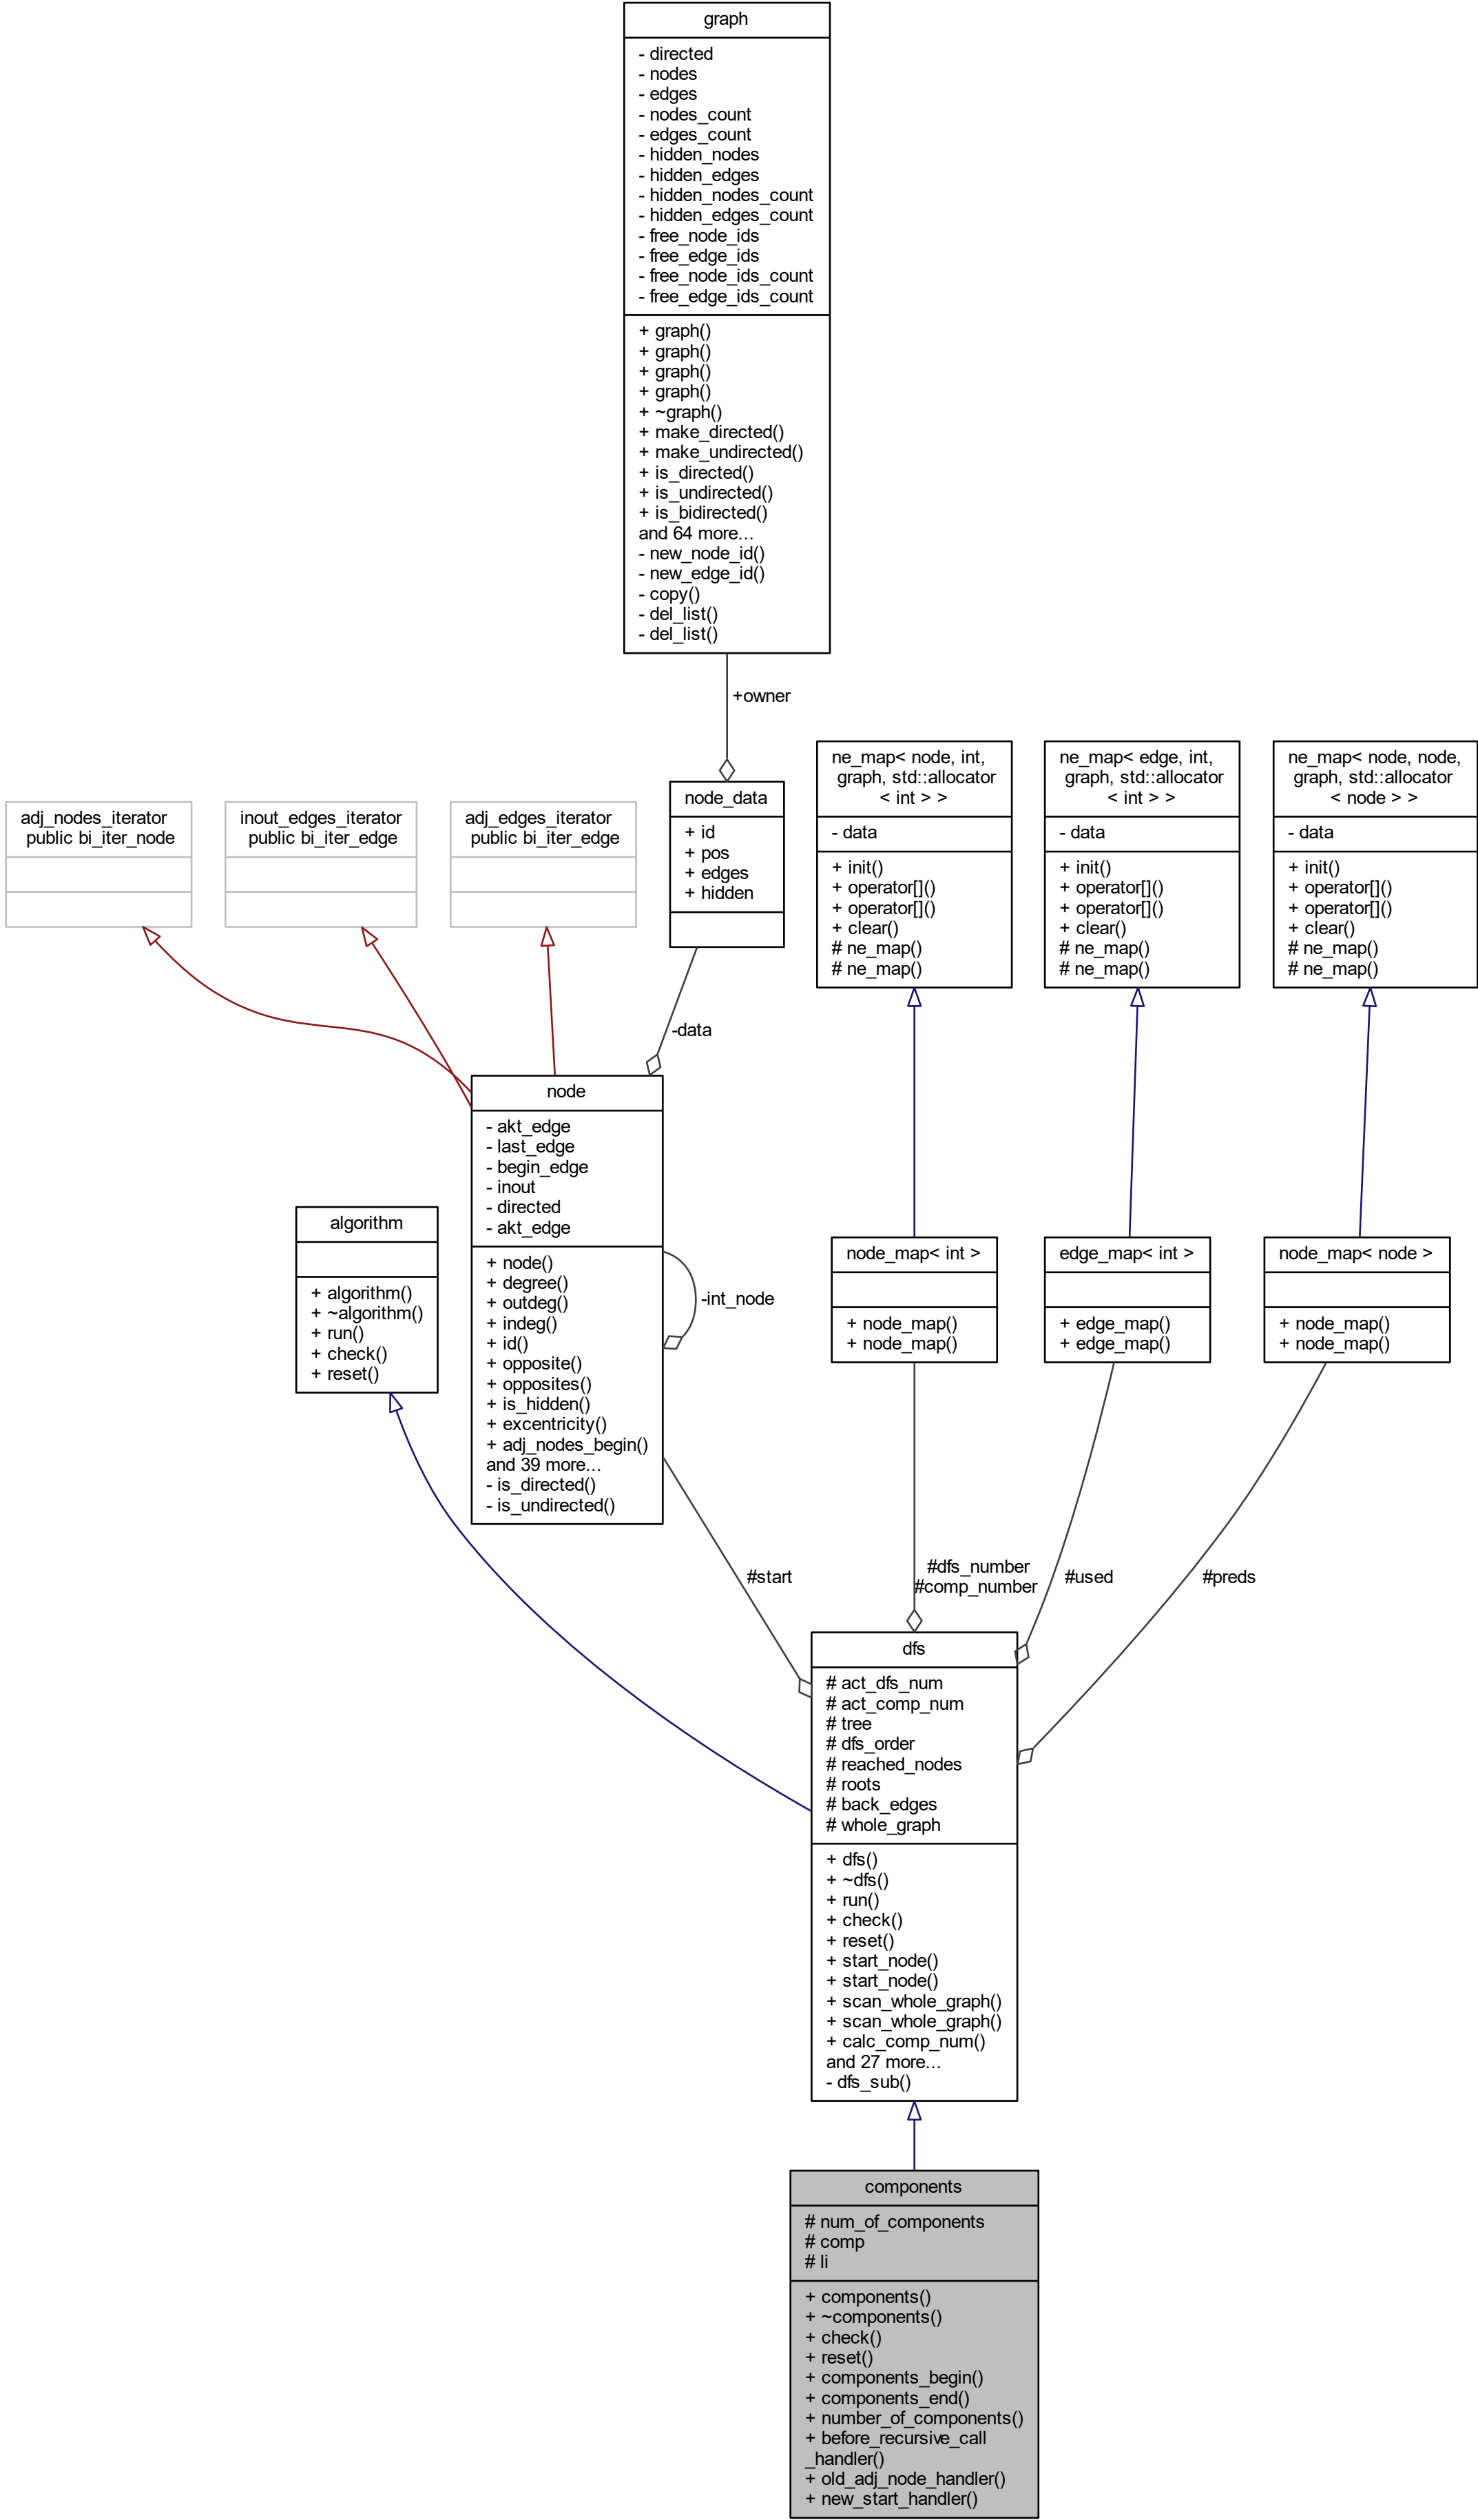 graph
- directed
- nodes
- edges
- nodes_count
- edges_count
- hidden_nodes
- hidden_edges
- hidden_nodes_count
- hidden_edges_count
- free_node_ids
- free_edge_ids
- free_node_ids_count
- free_edge_ids_count
+ graph()
+ graph()
+ graph()
+ graph()
+ ~graph()
+ make_directed()
+ make_undirected()
+ is_directed()
+ is_undirected()
+ is_bidirected()
and 64 more...
- new_node_id()
- new_edge_id()
- copy()
- del_list()
- del_list()
+owner
adj_nodes_iterator
public bi_iter_node
inout_edges_iterator
public bi_iter_edge
adj_edges_iterator
public bi_iter_edge
node_data
+ id
+ pos
+ edges
+ hidden
ne_map< node, int,
graph, std::allocator
< int > >
- data
+ init()
+ operator[]()
+ operator[]()
+ clear()
# ne_map()
# ne_map()
ne_map< edge, int,
graph, std::allocator
< int > >
- data
+ init()
+ operator[]()
+ operator[]()
+ clear()
# ne_map()
# ne_map()
ne_map< node, node,
graph, std::allocator
< node > >
- data
+ init()
+ operator[]()
+ operator[]()
+ clear()
# ne_map()
# ne_map()
-data
node
- akt_edge
- last_edge
- begin_edge
- inout
- directed
- akt_edge
+ node()
+ degree()
+ outdeg()
+ indeg()
+ id()
+ opposite()
+ opposites()
+ is_hidden()
+ excentricity()
+ adj_nodes_begin()
and 39 more...
- is_directed()
- is_undirected()
-int_node
algorithm
+ algorithm()
+ ~algorithm()
+ run()
+ check()
+ reset()
node_map< int >
+ node_map()
+ node_map()
edge_map< int >
+ edge_map()
+ edge_map()
node_map< node >
+ node_map()
+ node_map()
#start
#dfs_number
#comp_number
#used
#preds
dfs
# act_dfs_num
# act_comp_num
# tree
# dfs_order
# reached_nodes
# roots
# back_edges
# whole_graph
+ dfs()
+ ~dfs()
+ run()
+ check()
+ reset()
+ start_node()
+ start_node()
+ scan_whole_graph()
+ scan_whole_graph()
+ calc_comp_num()
and 27 more...
- dfs_sub()
components
# num_of_components
# comp
# li
+ components()
+ ~components()
+ check()
+ reset()
+ components_begin()
+ components_end()
+ number_of_components()
+ before_recursive_call
_handler()
+ old_adj_node_handler()
+ new_start_handler()